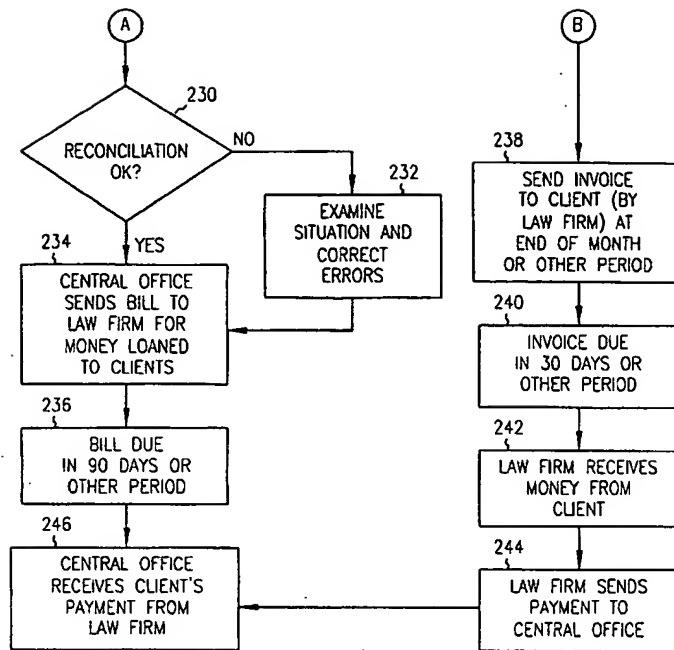 A
230
RECONCILIATION
OK?
NO
YES
232
EXAMINE
SITUATION AND
CORRECT
ERRORS
234
CENTRAL OFFICE
SENDS BILL TO
LAW FIRM FOR
MONEY LOANED
TO CLIENTS
236
BILL DUE
IN 90 DAYS OR
OTHER PERIOD
246
CENTRAL OFFICE
RECEIVES CLIENT'S
PAYMENT FROM
LAW FIRM
B
238
SEND INVOICE
TO CLIENT (BY
LAW FIRM) AT
END OF MONTH
OR OTHER PERIOD
240
INVOICE DUE
IN 30 DAYS OR
OTHER PERIOD
242
LAW FIRM RECEIVES
MONEY FROM
CLIENT
244
LAW FIRM SENDS
PAYMENT TO
CENTRAL OFFICE